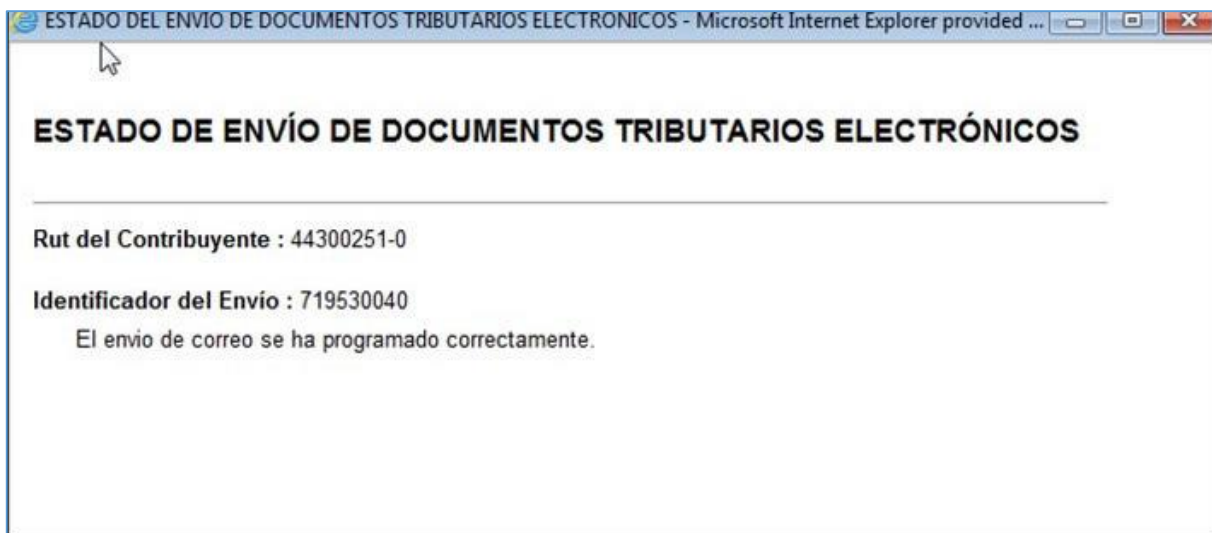 ESTADO DEL ENVIO DE DOCUMENTOS TRIBUTARIOS ELECTRONICOS - Microsoft Internet Explorer provided ...
ESTADO DE ENVÍO DE DOCUMENTOS TRIBUTARIOS ELECTRÓNICOS
Rut del Contribuyente : 44300251-0
Identificador del Envío : 719530040
El envio de correo se ha programado correctamente.